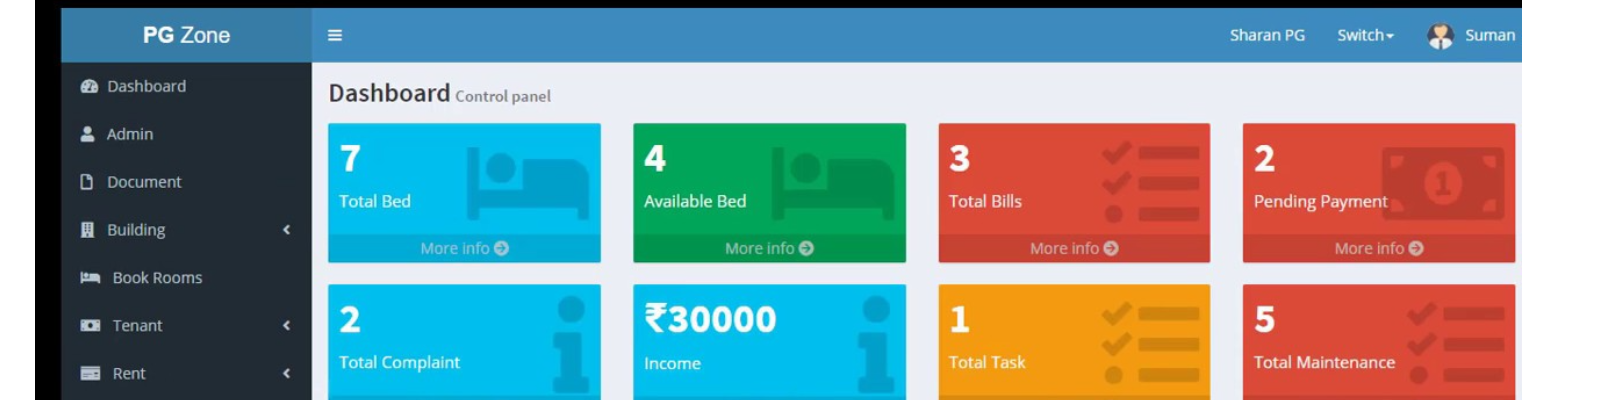 PG Zone
Sharan PG Switch Suman
Dashboard
Admin
Document
Building
Book Rooms
Tenant
Rent
Dashboard Control panel
7
Total Bed
More info
4
Available Bed
More info
3
Total Bills
More info
2
Pending Payment
1
More info
2
Total Complaint
₹30000
Income
1
Total Task
5
Total Maintenance